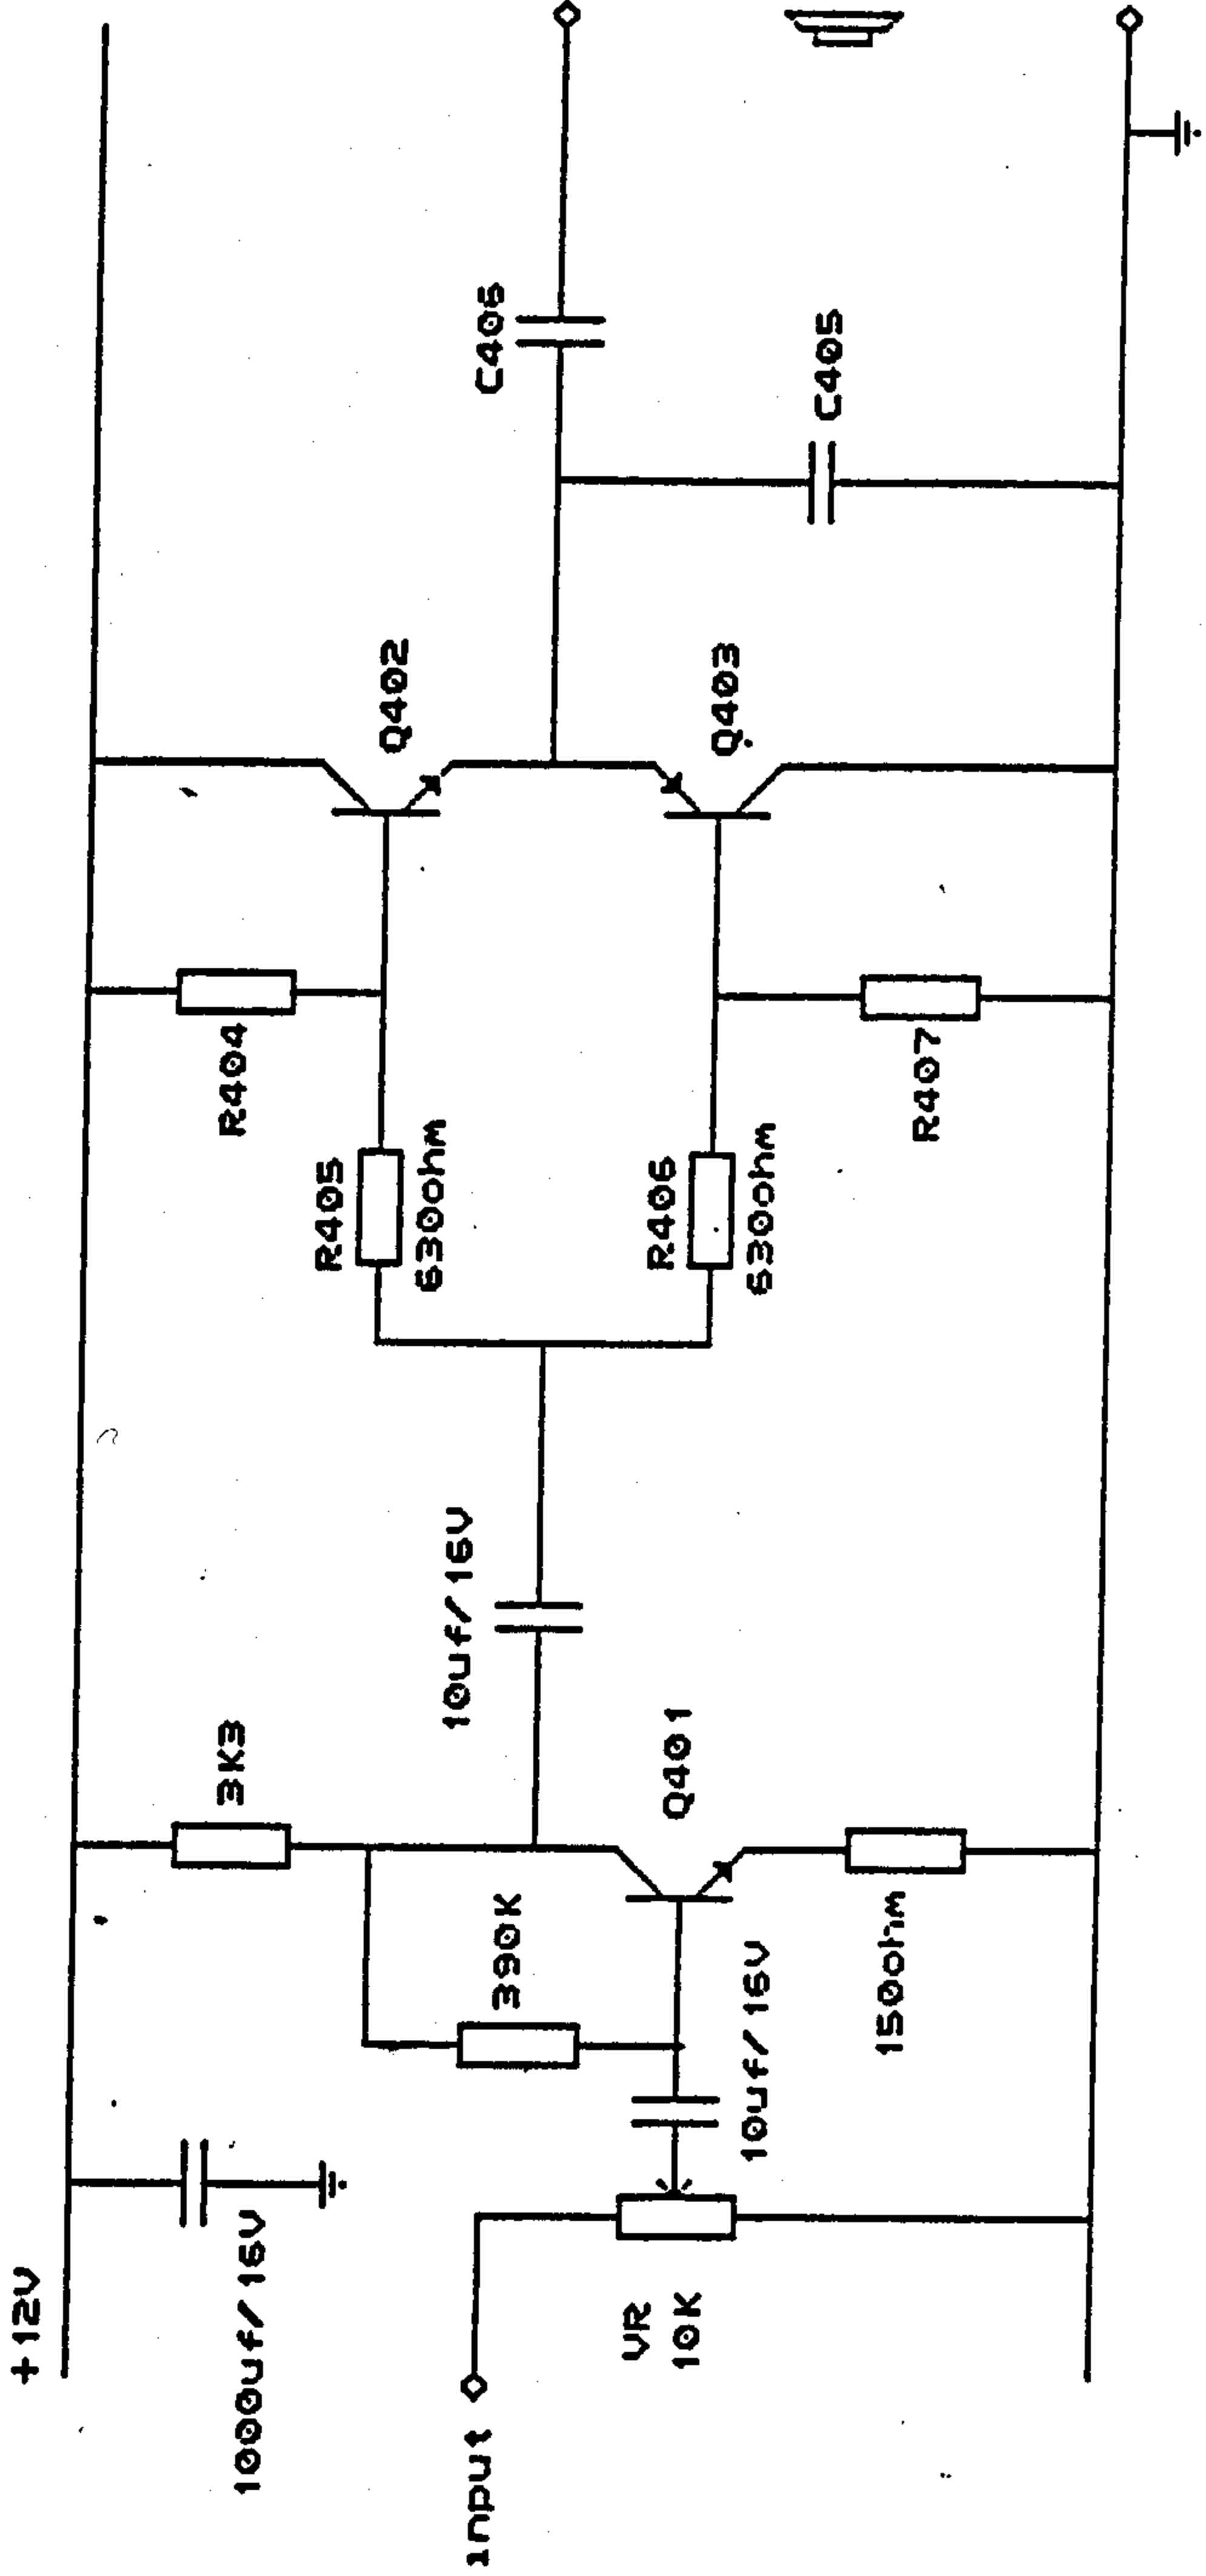 +12V
1000uf/16V
input
VR
10K
390K
10uf/16V
3K3
Q401
150ohm
10uf/16V
R404
R405
630ohm
R406
630ohm
R407
Q402
Q403
C406
C405